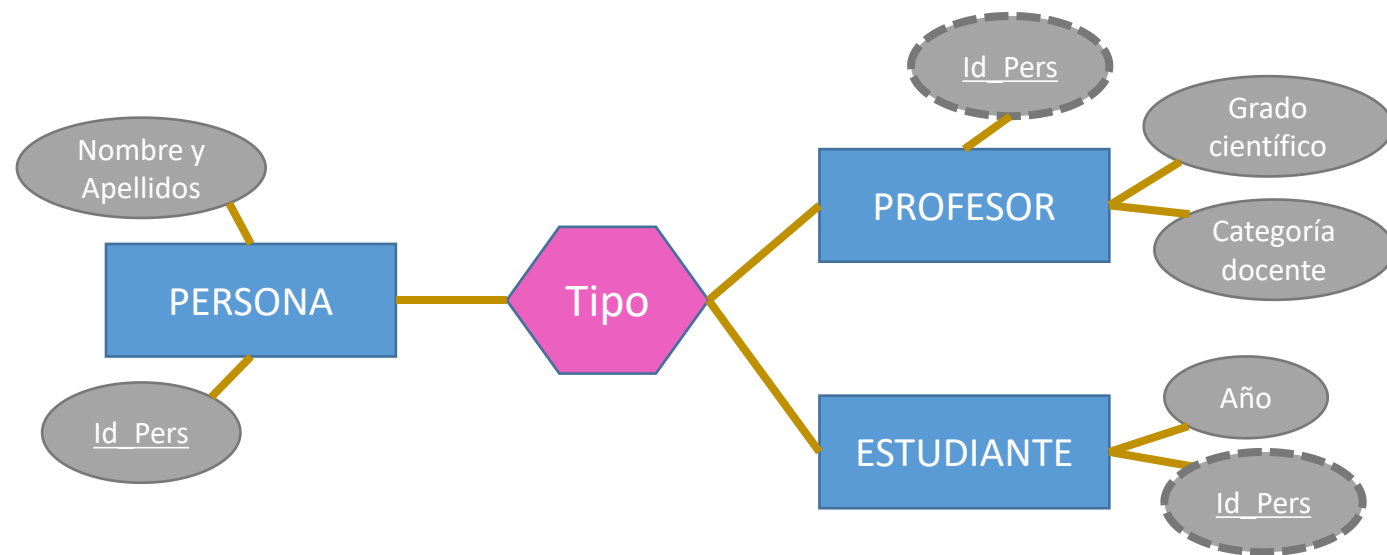 Nombre y
Apellidos
PERSONA
Id_Pers
Tipo
Id_Pers
PROFESOR
Grado
científico
Categoría
docente
ESTUDIANTE
Año
Id_Pers